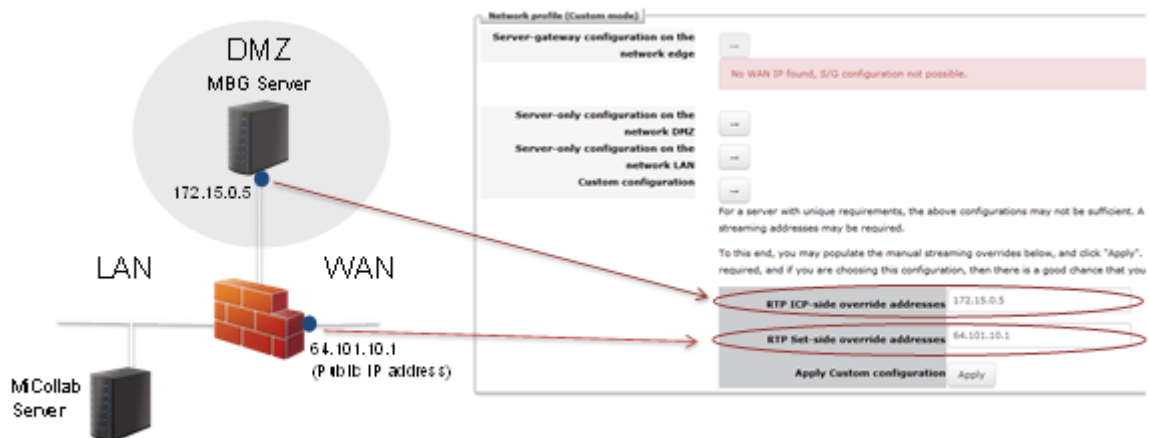 DMZ
MBG Server
172.15.0.5
LAN
WAN
64.101.10.1
(Public IP address)
MiCollab
Server
Network profile (Custom mode)
Server-gateway configuration on the
network edge
...
No WAN IP found, S/G configuration not possible.
Server-only configuration on the
network DMZ
...
Server-only configuration on the
network LAN
...
Custom configuration
...
For a server with unique requirements, the above configurations may not be sufficient. A
streaming addresses may be required.
To this end, you may populate the manual streaming overrides below, and click "Apply".
required, and if you are choosing this configuration, then there is a good chance that you
RTP ICP-side override addresses 172.15.0.5
RTP Set-side override addresses 64.101.10.1
Apply Custom configuration Apply